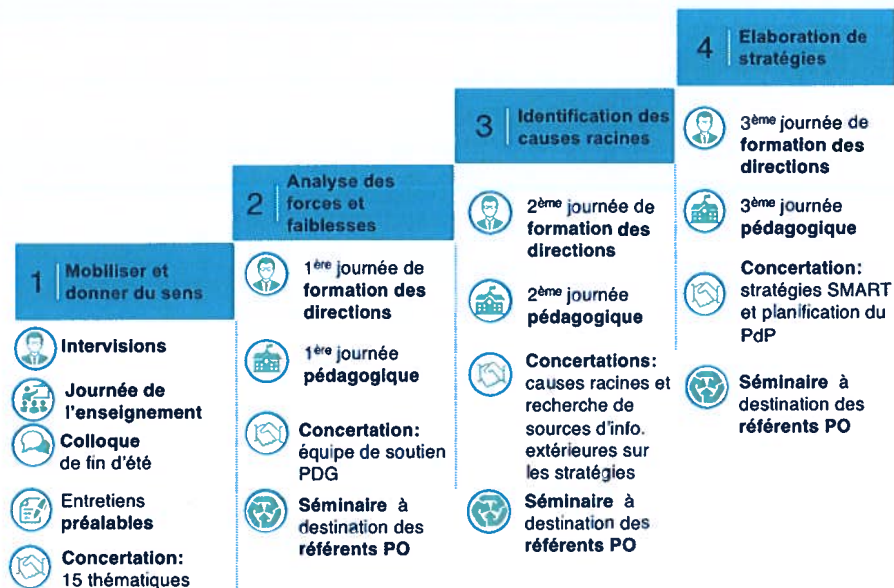 1
Mobiliser et
donner du sens
Intervisions
Journée de
l'enseignement
Colloque
de fin d'été
Entretiens
préalables
Concertation:
15 thématiques
2
Analyse des
forces et
faiblesses
1ère journée de
formation des
directions
1ère journée
pédagogique
Concertation:
équipe de soutien
PDG
Séminaire à
destination des
référents PO
3
Identification des
causes racines
2ème journée de
formation des
directions
2ème journée
pédagogique
Concertations:
causes racines et
recherche de
sources d'info.
extérieures sur
les stratégies
Séminaire à
destination des
référents PO
4
Elaboration de
stratégies
3ème journée de
formation des
directions
3ème journée
pédagogique
Concertation:
stratégies SMART
et planification du
PdP
Séminaire à
destination des
référents PO